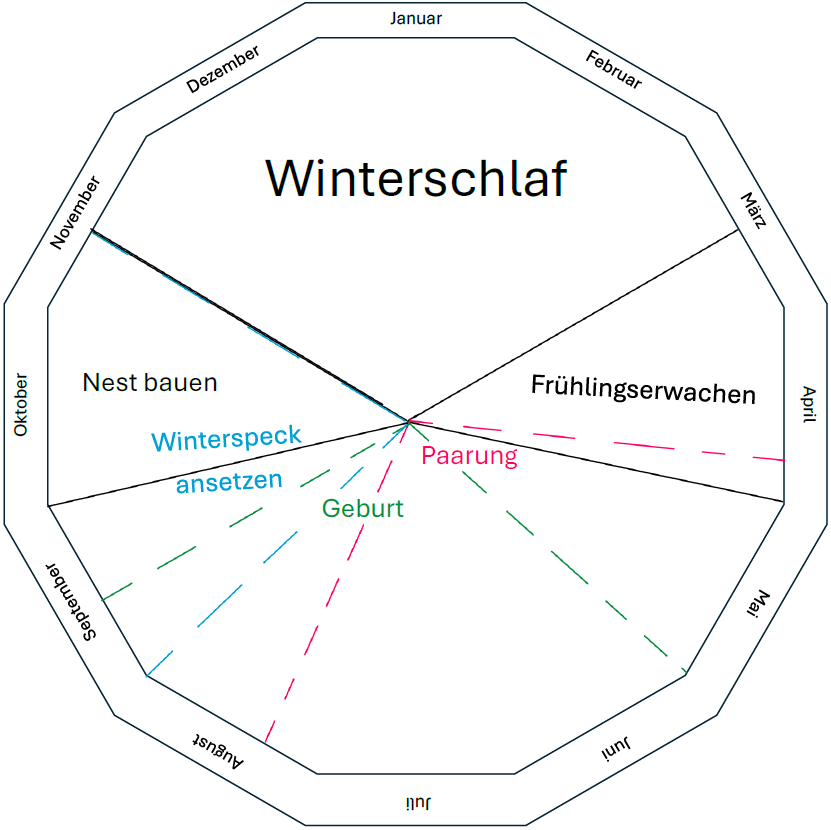 Januar
Februar
März
April
Mai
Juni
Juli
August
September
Oktober
November
Dezember
Winterschlaf
Frühlingserwachen
Nest bauen
Winterspeck
ansetzen
Paarung
Geburt